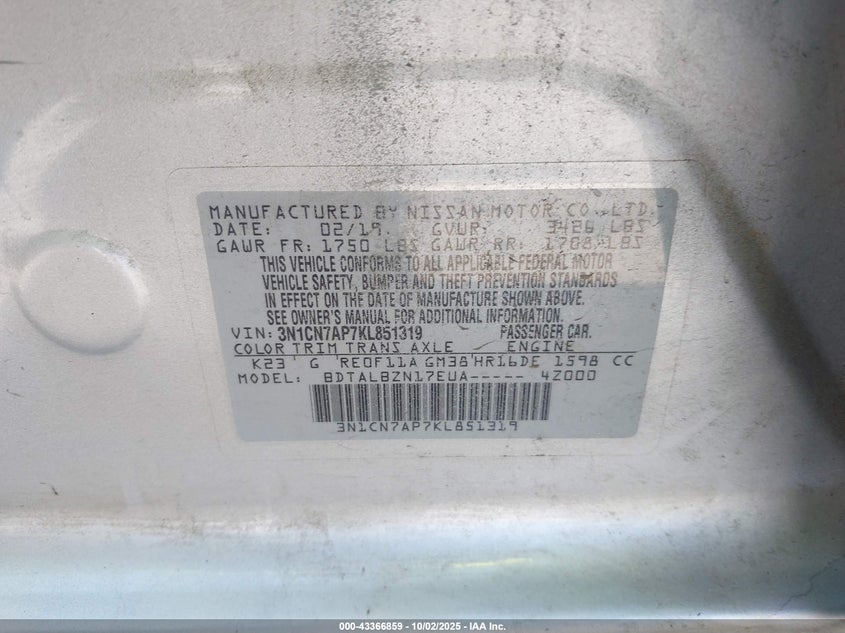 MANUFACTURED BY NISSAN MOTOR CO., LTD.
DATE: 02/19. GVWR: 3426 LBS
GAWR FR: 1750 LBS GAWR RR: 1708 LBS
THIS VEHICLE CONFORMS TO ALL APPLICABLE FEDERAL MOTOR
VEHICLE SAFETY, BUMPER AND THEFT PREVENTION STANDARDS
IN EFFECT ON THE DATE OF MANUFACTURE SHOWN ABOVE.
SEE OWNER'S MANUAL FOR ADDITIONAL INFORMATION.
VIN: 3N1CN7AP7KL851319 PASSENGER CAR.
COLOR TRIM TRANS AXLE ENGINE
K23 G RE0F11A GM38 HR16DE 1598 CC
MODEL: BDTALBZN17EUA----- 4Z000
3N1CN7AP7KL851319
000-43366859 - 10/02/2025 - IAA Inc.